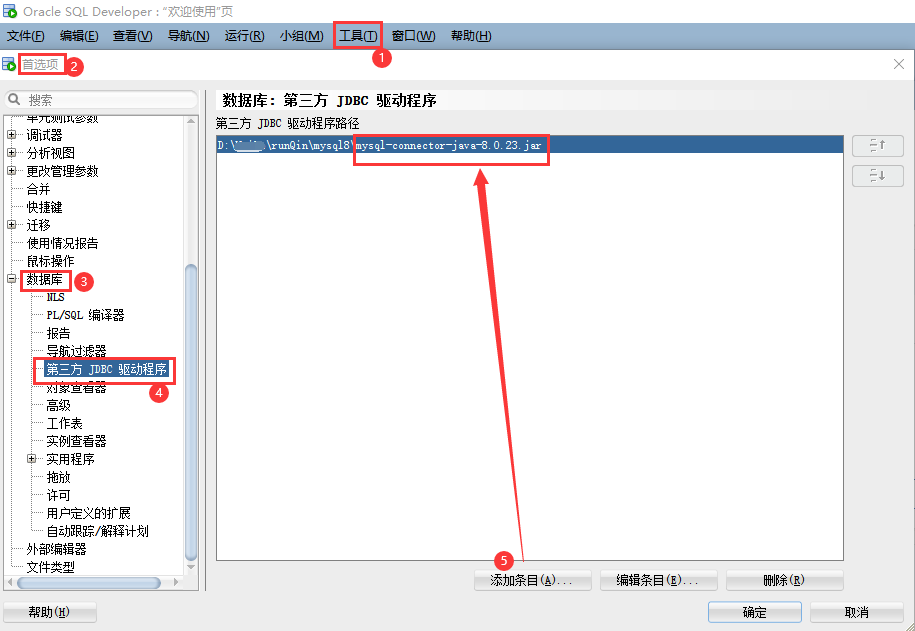 Oracle SQL Developer : “欢迎使用”页
文件(F) 编辑(E) 查看(V) 导航(N) 运行(R) 小组(M) 工具(T) 窗口(W) 帮助(H)
1
首选项 2
搜索
单元测试参数
调试器
分析视图
更改管理参数
合并
快捷键
迁移
使用情况报告
鼠标操作
数据库 3
NLS
PL/SQL 编译器
报告
导航过滤器
第三方 JDBC 驱动程序
4
对象查看器
高级
工作表
实例查看器
实用程序
拖放
许可
用户定义的扩展
自动跟踪/解释计划
外部编辑器
文件类型
数据库: 第三方 JDBC 驱动程序
第三方 JDBC 驱动程序路径
D:\ \runQin\mysql8\mysql-connector-java-8.0.23.jar
5
添加条目(A)... 编辑条目(E)... 删除(R)
帮助(H) 确定 取消